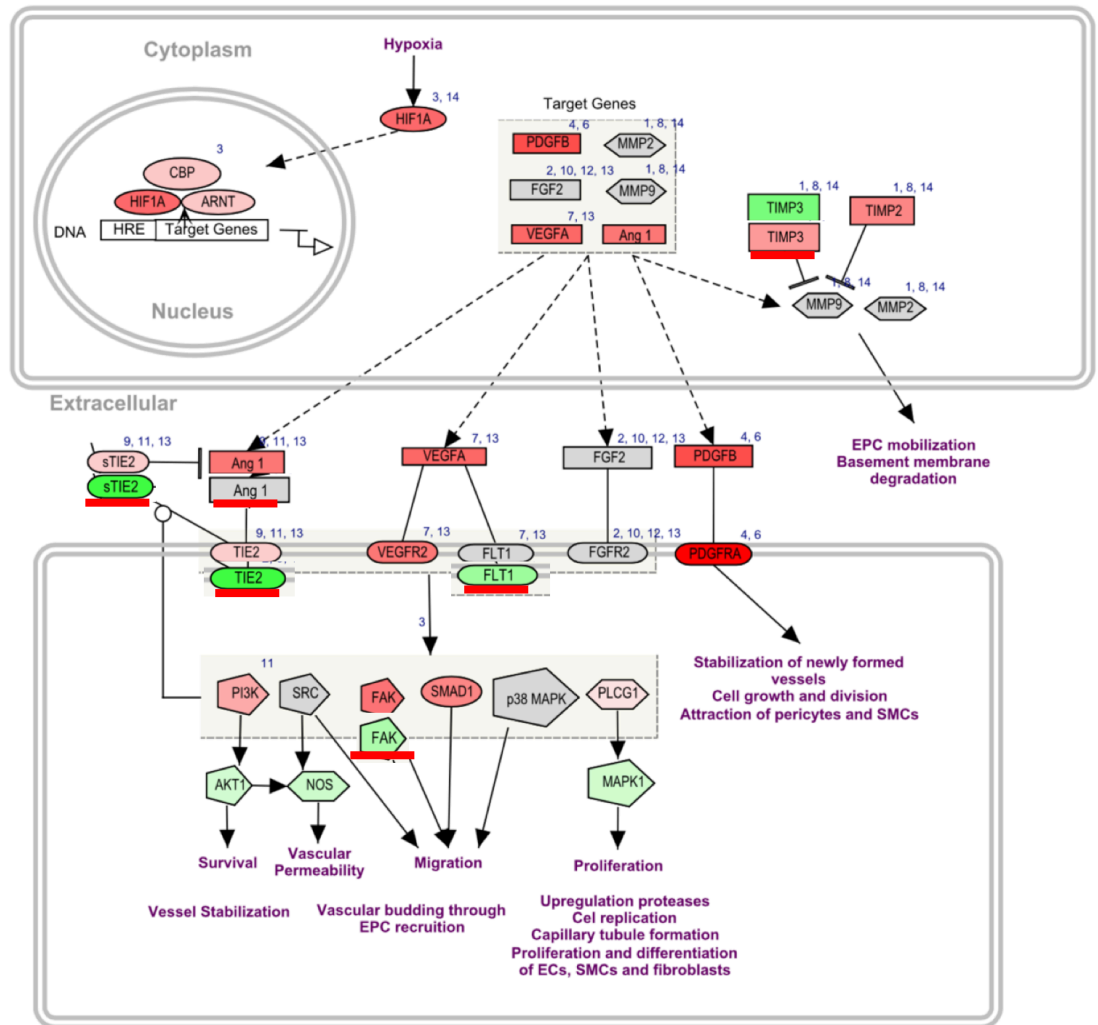 Cytoplasm
Hypoxia
3, 14
HIF1A
Target Genes
4, 6
1, 8, 14
PDGFB
MMP2
2, 10, 12, 13
1, 8, 14
FGF2
MMP9
7, 13
VEGFA
Ang 1
3
CBP
HIF1A
ARNT
DNA
HRE
Target Genes
Nucleus
1, 8, 14
TIMP3
TIMP3
1, 8, 14
TIMP2
1, 8, 14
MMP9
1, 8, 14
MMP2
Extracellular
9, 11, 13
sTIE2
sTIE2
9, 11, 13
Ang 1
Ang 1
7, 13
VEGFA
2, 10, 12, 13
FGF2
4, 6
PDGFB
EPC mobilization
Basement membrane
degradation
9, 11, 13
TIE2
TIE2
7, 13
VEGFR2
7, 13
FLT1
FLT1
2, 10, 12, 13
FGFR2
4, 6
PDGFRA
3
Stabilization of newly formed
vessels
Cell growth and division
Attraction of pericytes and SMCs
11
PI3K
SRC
FAK
FAK
SMAD1
p38 MAPK
PLCG1
AKT1
NOS
MAPK1
Survival
Vascular
Permeability
Migration
Proliferation
Vessel Stabilization
Vascular budding through
EPC recruition
Upregulation proteases
Cel replication
Capillary tubule formation
Proliferation and differentiation
of ECs, SMCs and fibroblasts